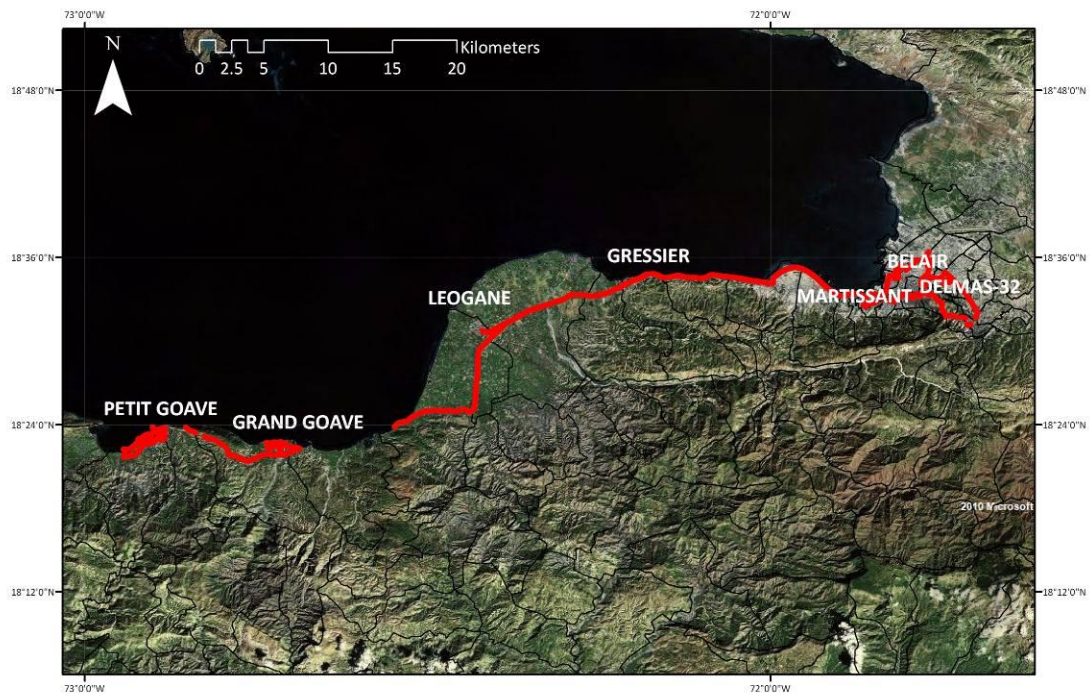 73°0'0"W
72°0'0"W
N
Kilometers
0 2.5 5 10 15 20
18°48'0"N
18°48'0"N
18°36'0"N
18°36'0"N
GRESSIER
BELAIR
LEOGANE
MARTISSANT
DELMAS-32
PETIT GOAVE
GRAND GOAVE
18°24'0"N
18°24'0"N
2010 Microsoft
18°12'0"N
18°12'0"N
73°0'0"W
72°0'0"W